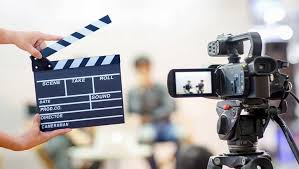 SCENE TAKE ROLL
DATE SOUND
PROD.CO.
DIRECTOR
CAMERAMAN